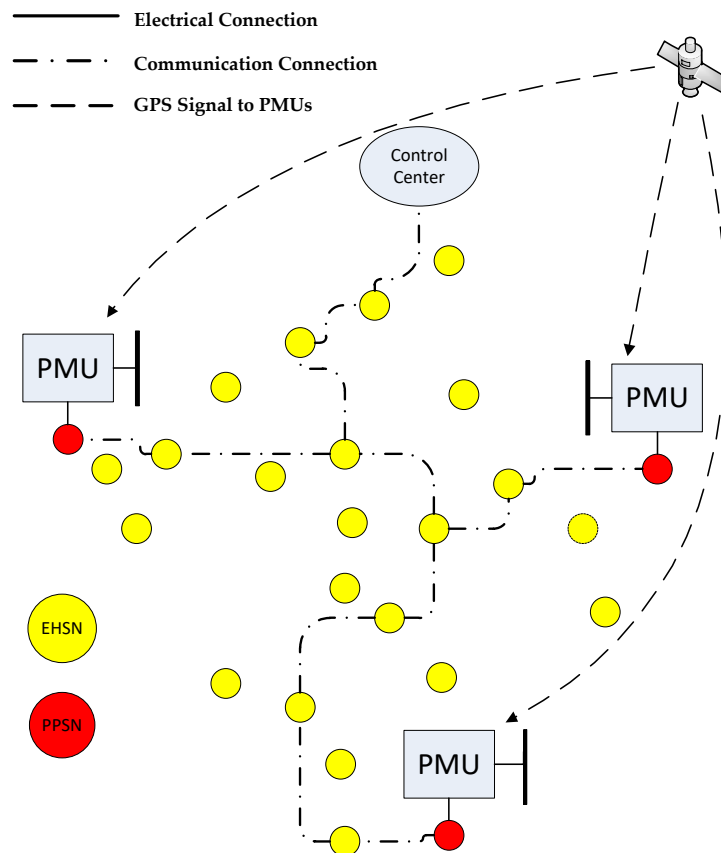 Electrical Connection
Communication Connection
GPS Signal to PMUs
Control
Center
PMU
PMU
EHSN
PPSN
PMU